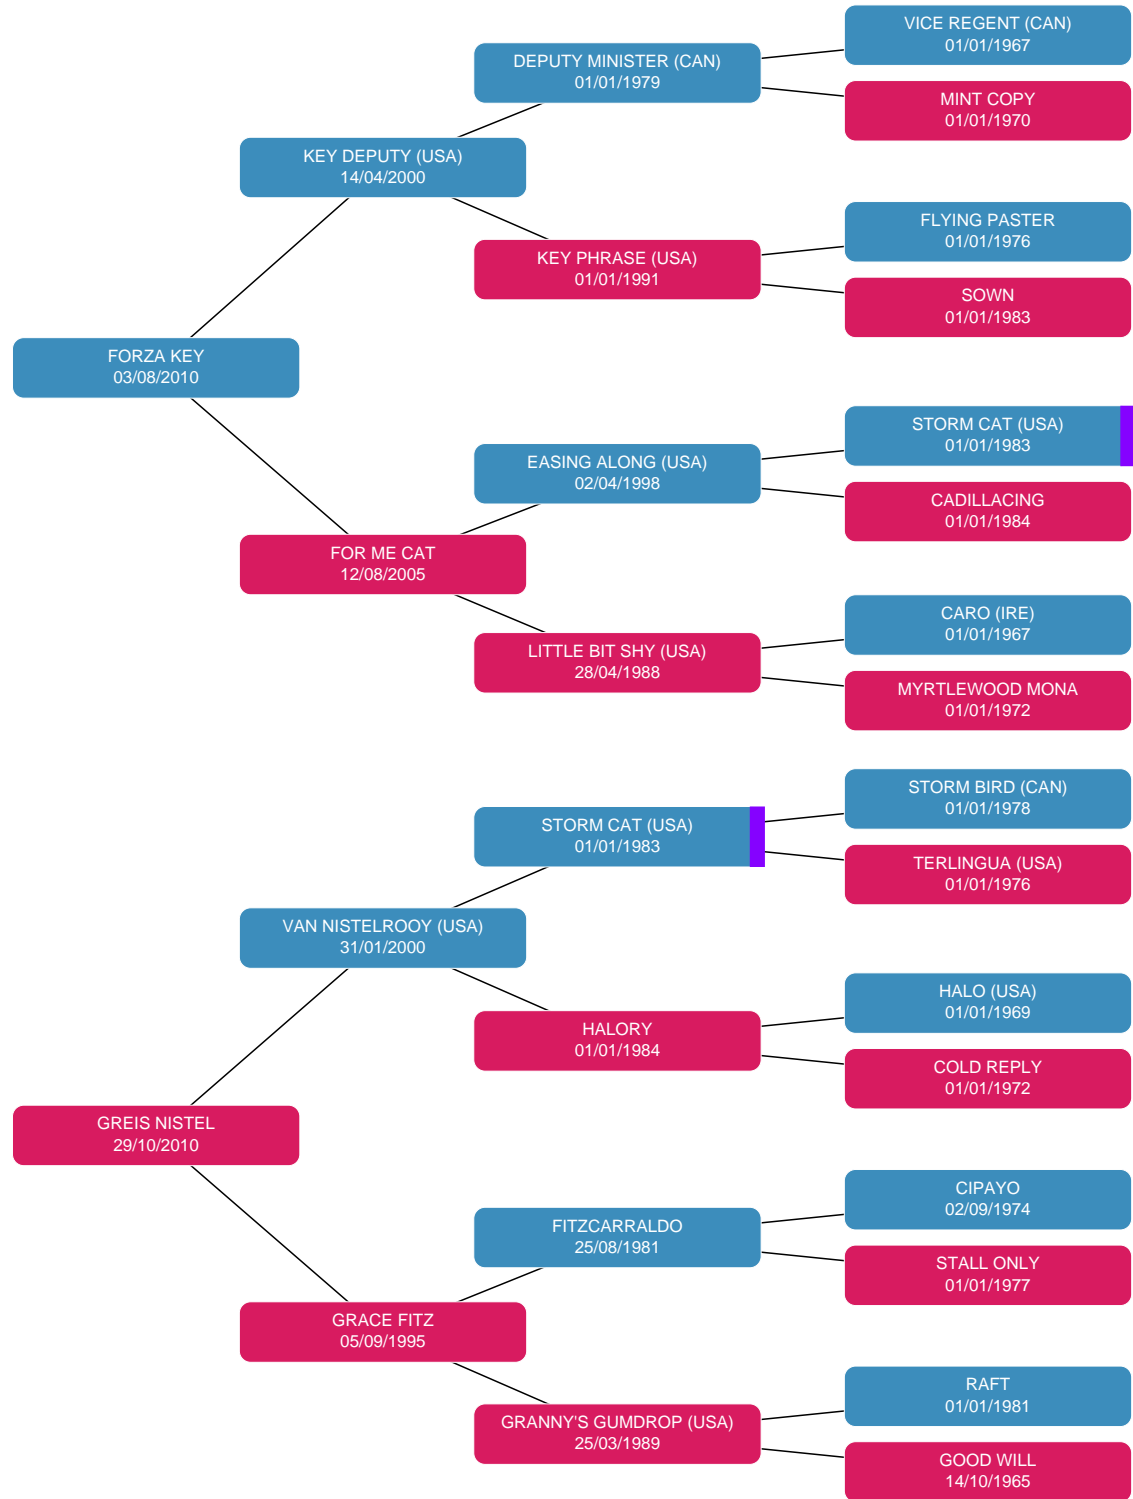 VICE REGENT (CAN)
01/01/1967
DEPUTY MINISTER (CAN)
01/01/1979
MINT COPY
01/01/1970
KEY DEPUTY (USA)
14/04/2000
FLYING PASTER
01/01/1976
KEY PHRASE (USA)
01/01/1991
SOWN
01/01/1983
FORZA KEY
03/08/2010
STORM CAT (USA)
01/01/1983
EASING ALONG (USA)
02/04/1998
CADILLACING
01/01/1984
FOR ME CAT
12/08/2005
CARO (IRE)
01/01/1967
LITTLE BIT SHY (USA)
28/04/1988
MYRTLEWOOD MONA
01/01/1972
STORM BIRD (CAN)
01/01/1978
STORM CAT (USA)
01/01/1983
TERLINGUA (USA)
01/01/1976
VAN NISTELROOY (USA)
31/01/2000
HALO (USA)
01/01/1969
HALORY
01/01/1984
COLD REPLY
01/01/1972
GREIS NISTEL
29/10/2010
CIPAYO
02/09/1974
FITZCARRALDO
25/08/1981
STALL ONLY
01/01/1977
GRACE FITZ
05/09/1995
RAFT
01/01/1981
GRANNY'S GUMDROP (USA)
25/03/1989
GOOD WILL
14/10/1965